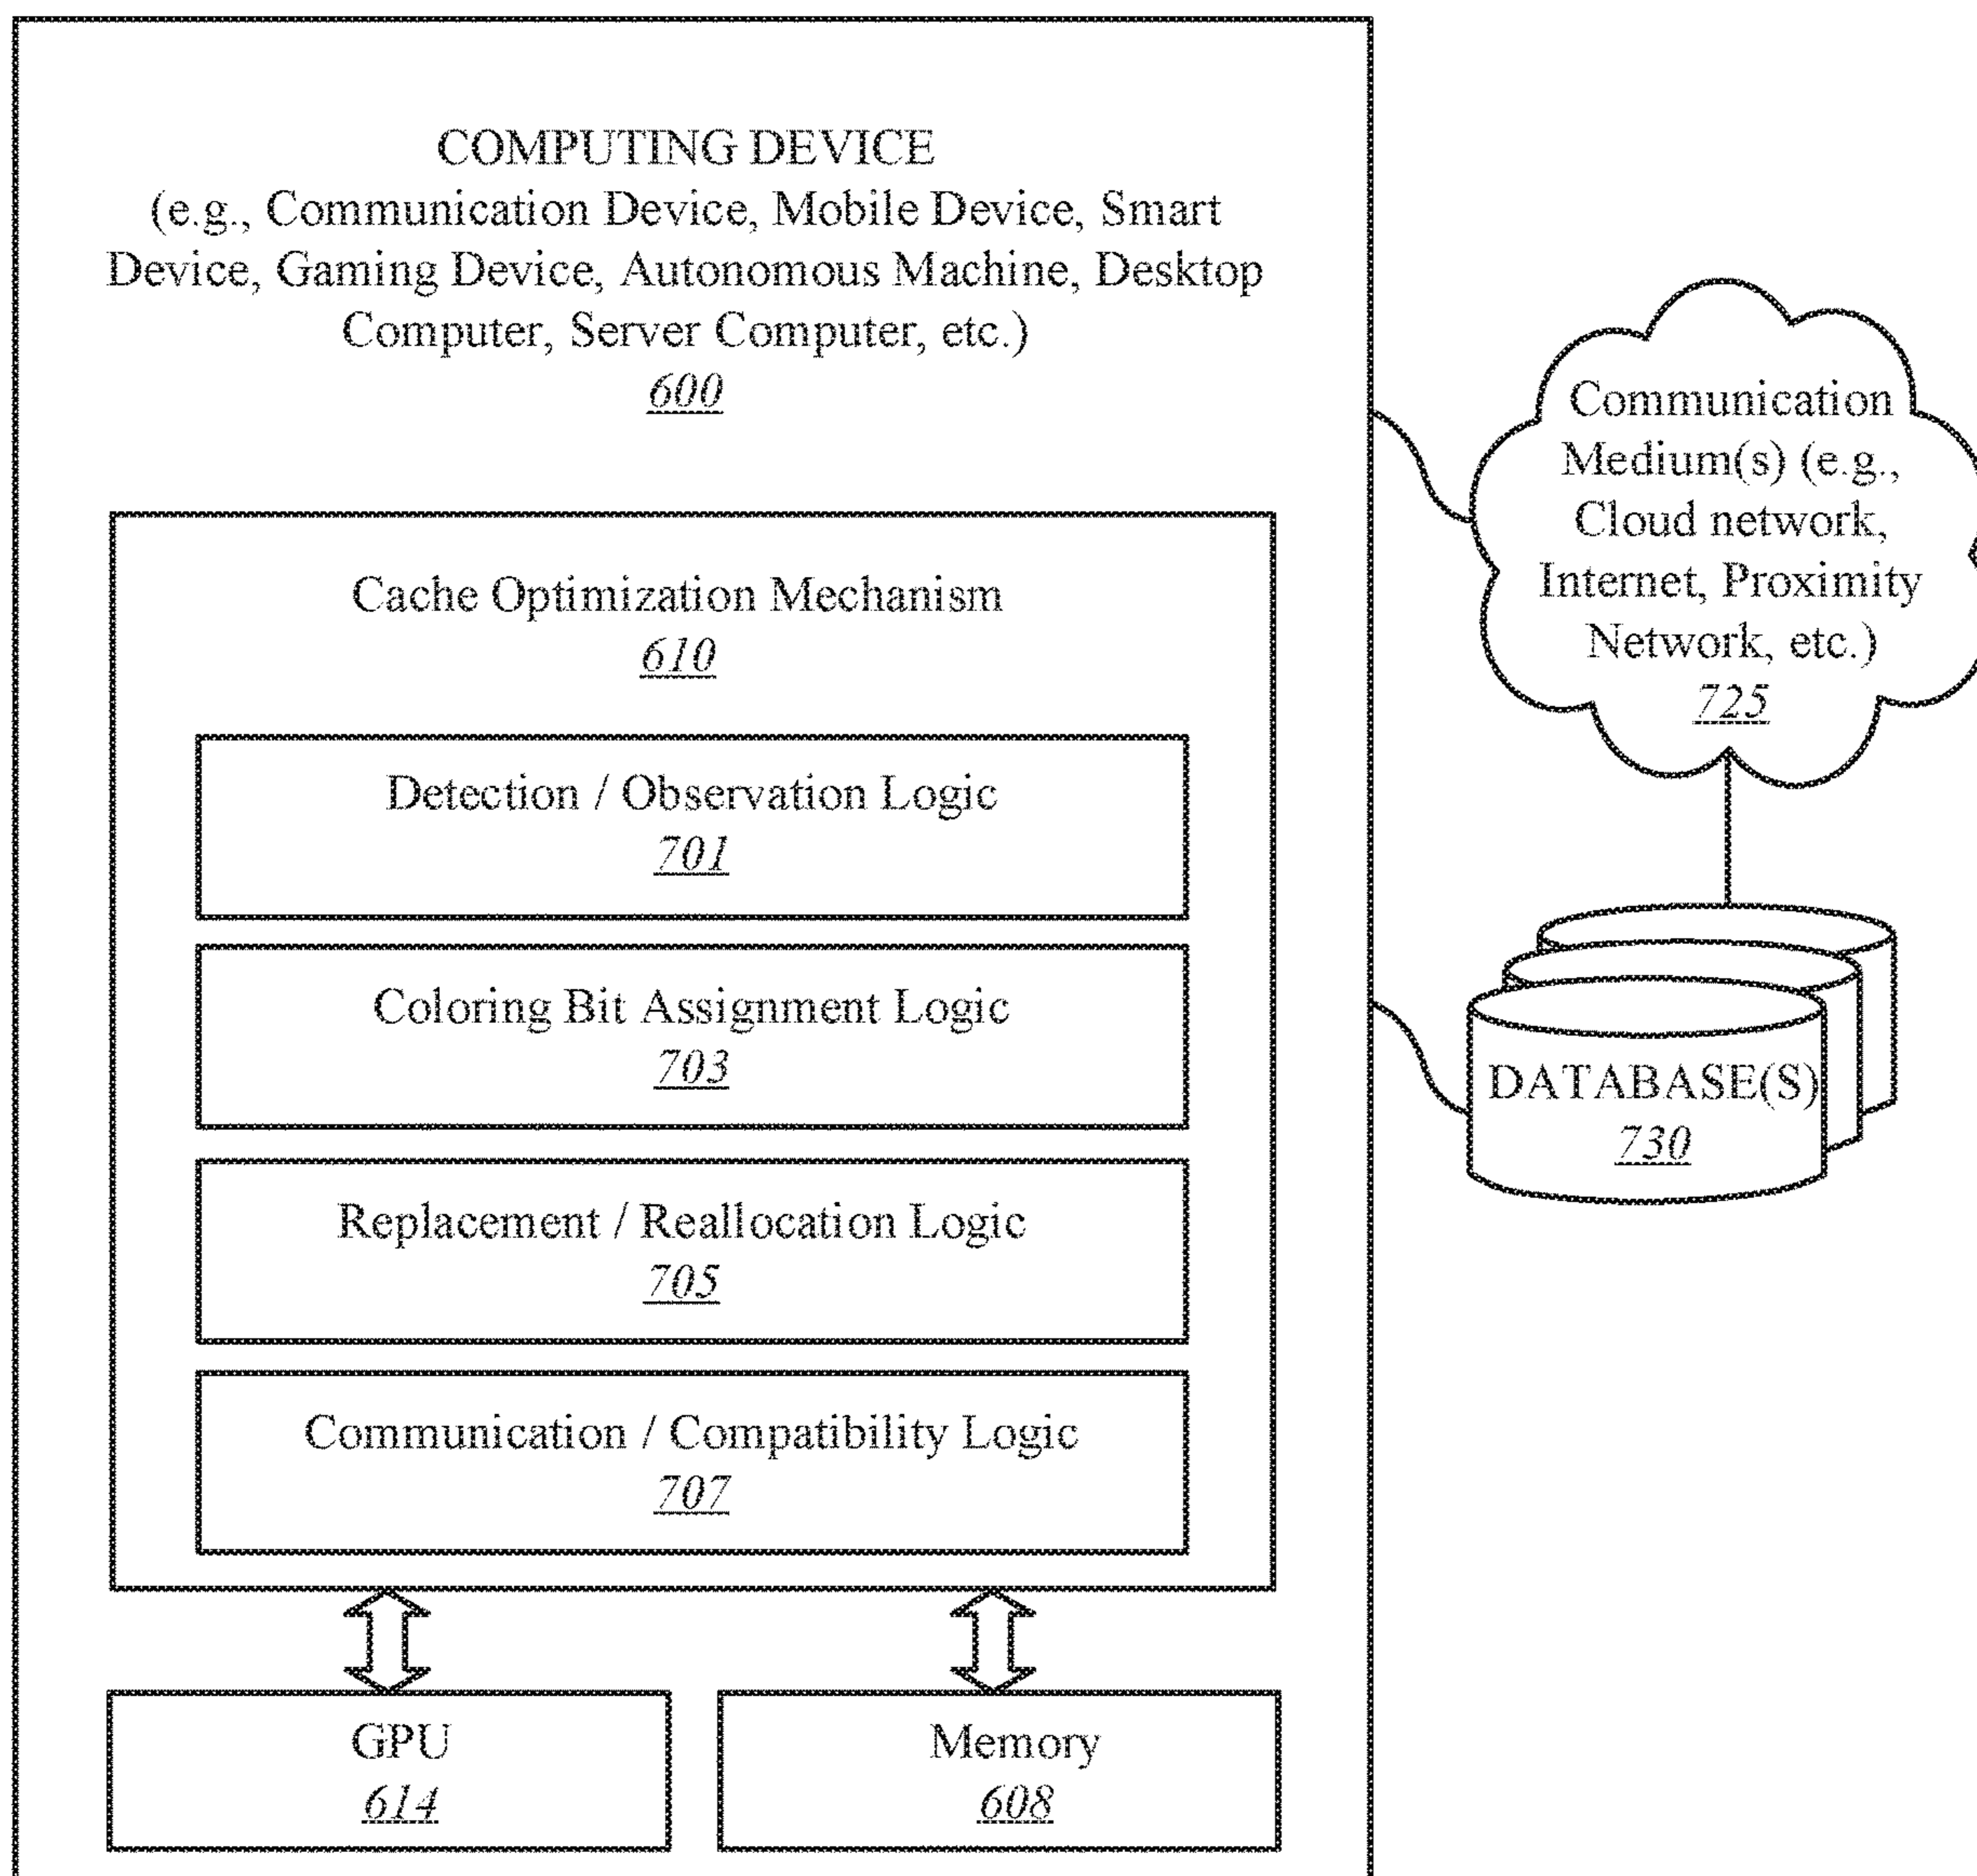 COMPUTING DEVICE
(e.g., Communication Device, Mobile Device, Smart
Device, Gaming Device, Autonomous Machine, Desktop
Computer, Server Computer, etc.)
600
Cache Optimization Mechanism
610
Detection / Observation Logic
701
Coloring Bit Assignment Logic
703
Replacement / Reallocation Logic
705
Communication / Compatibility Logic
707
GPU
614
Memory
608
Communication
Medium(s) (e.g.,
Cloud network,
Internet, Proximity
Network, etc.)
725
DATABASE(S)
730